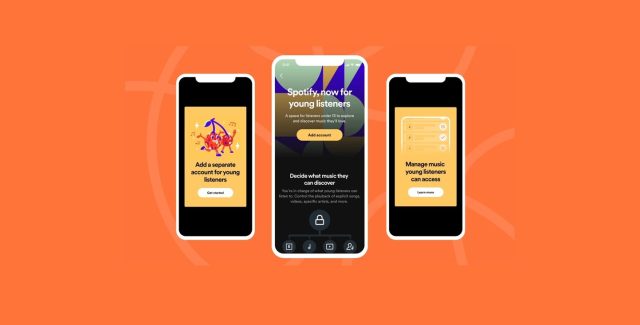 Add a separate
account for young
listeners
Get started
Spotify, now for
young listeners
A space for listeners under 13 to explore
and discover music they'll love.
Add account
Decide what music they
can discover
You're in charge of what young listeners can
listen to. Control the playback of explicit songs,
videos, specific artists, and more.
E
Manage music
young listeners
can access
Learn more